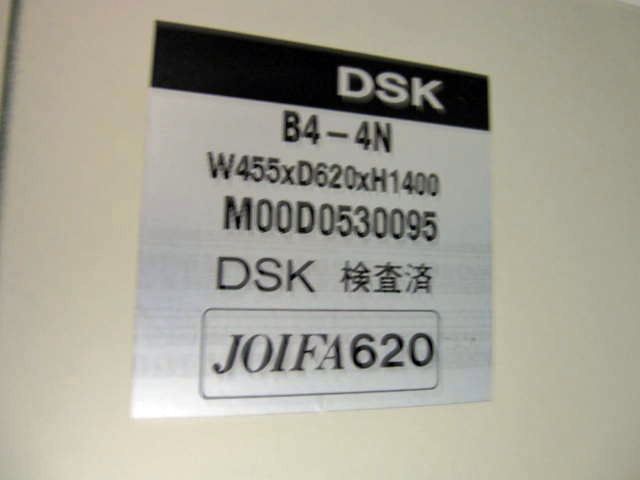 DSK
B4-4N
W455xD620xH1400
M00D0530095
DSK 検査済
JOIFA620